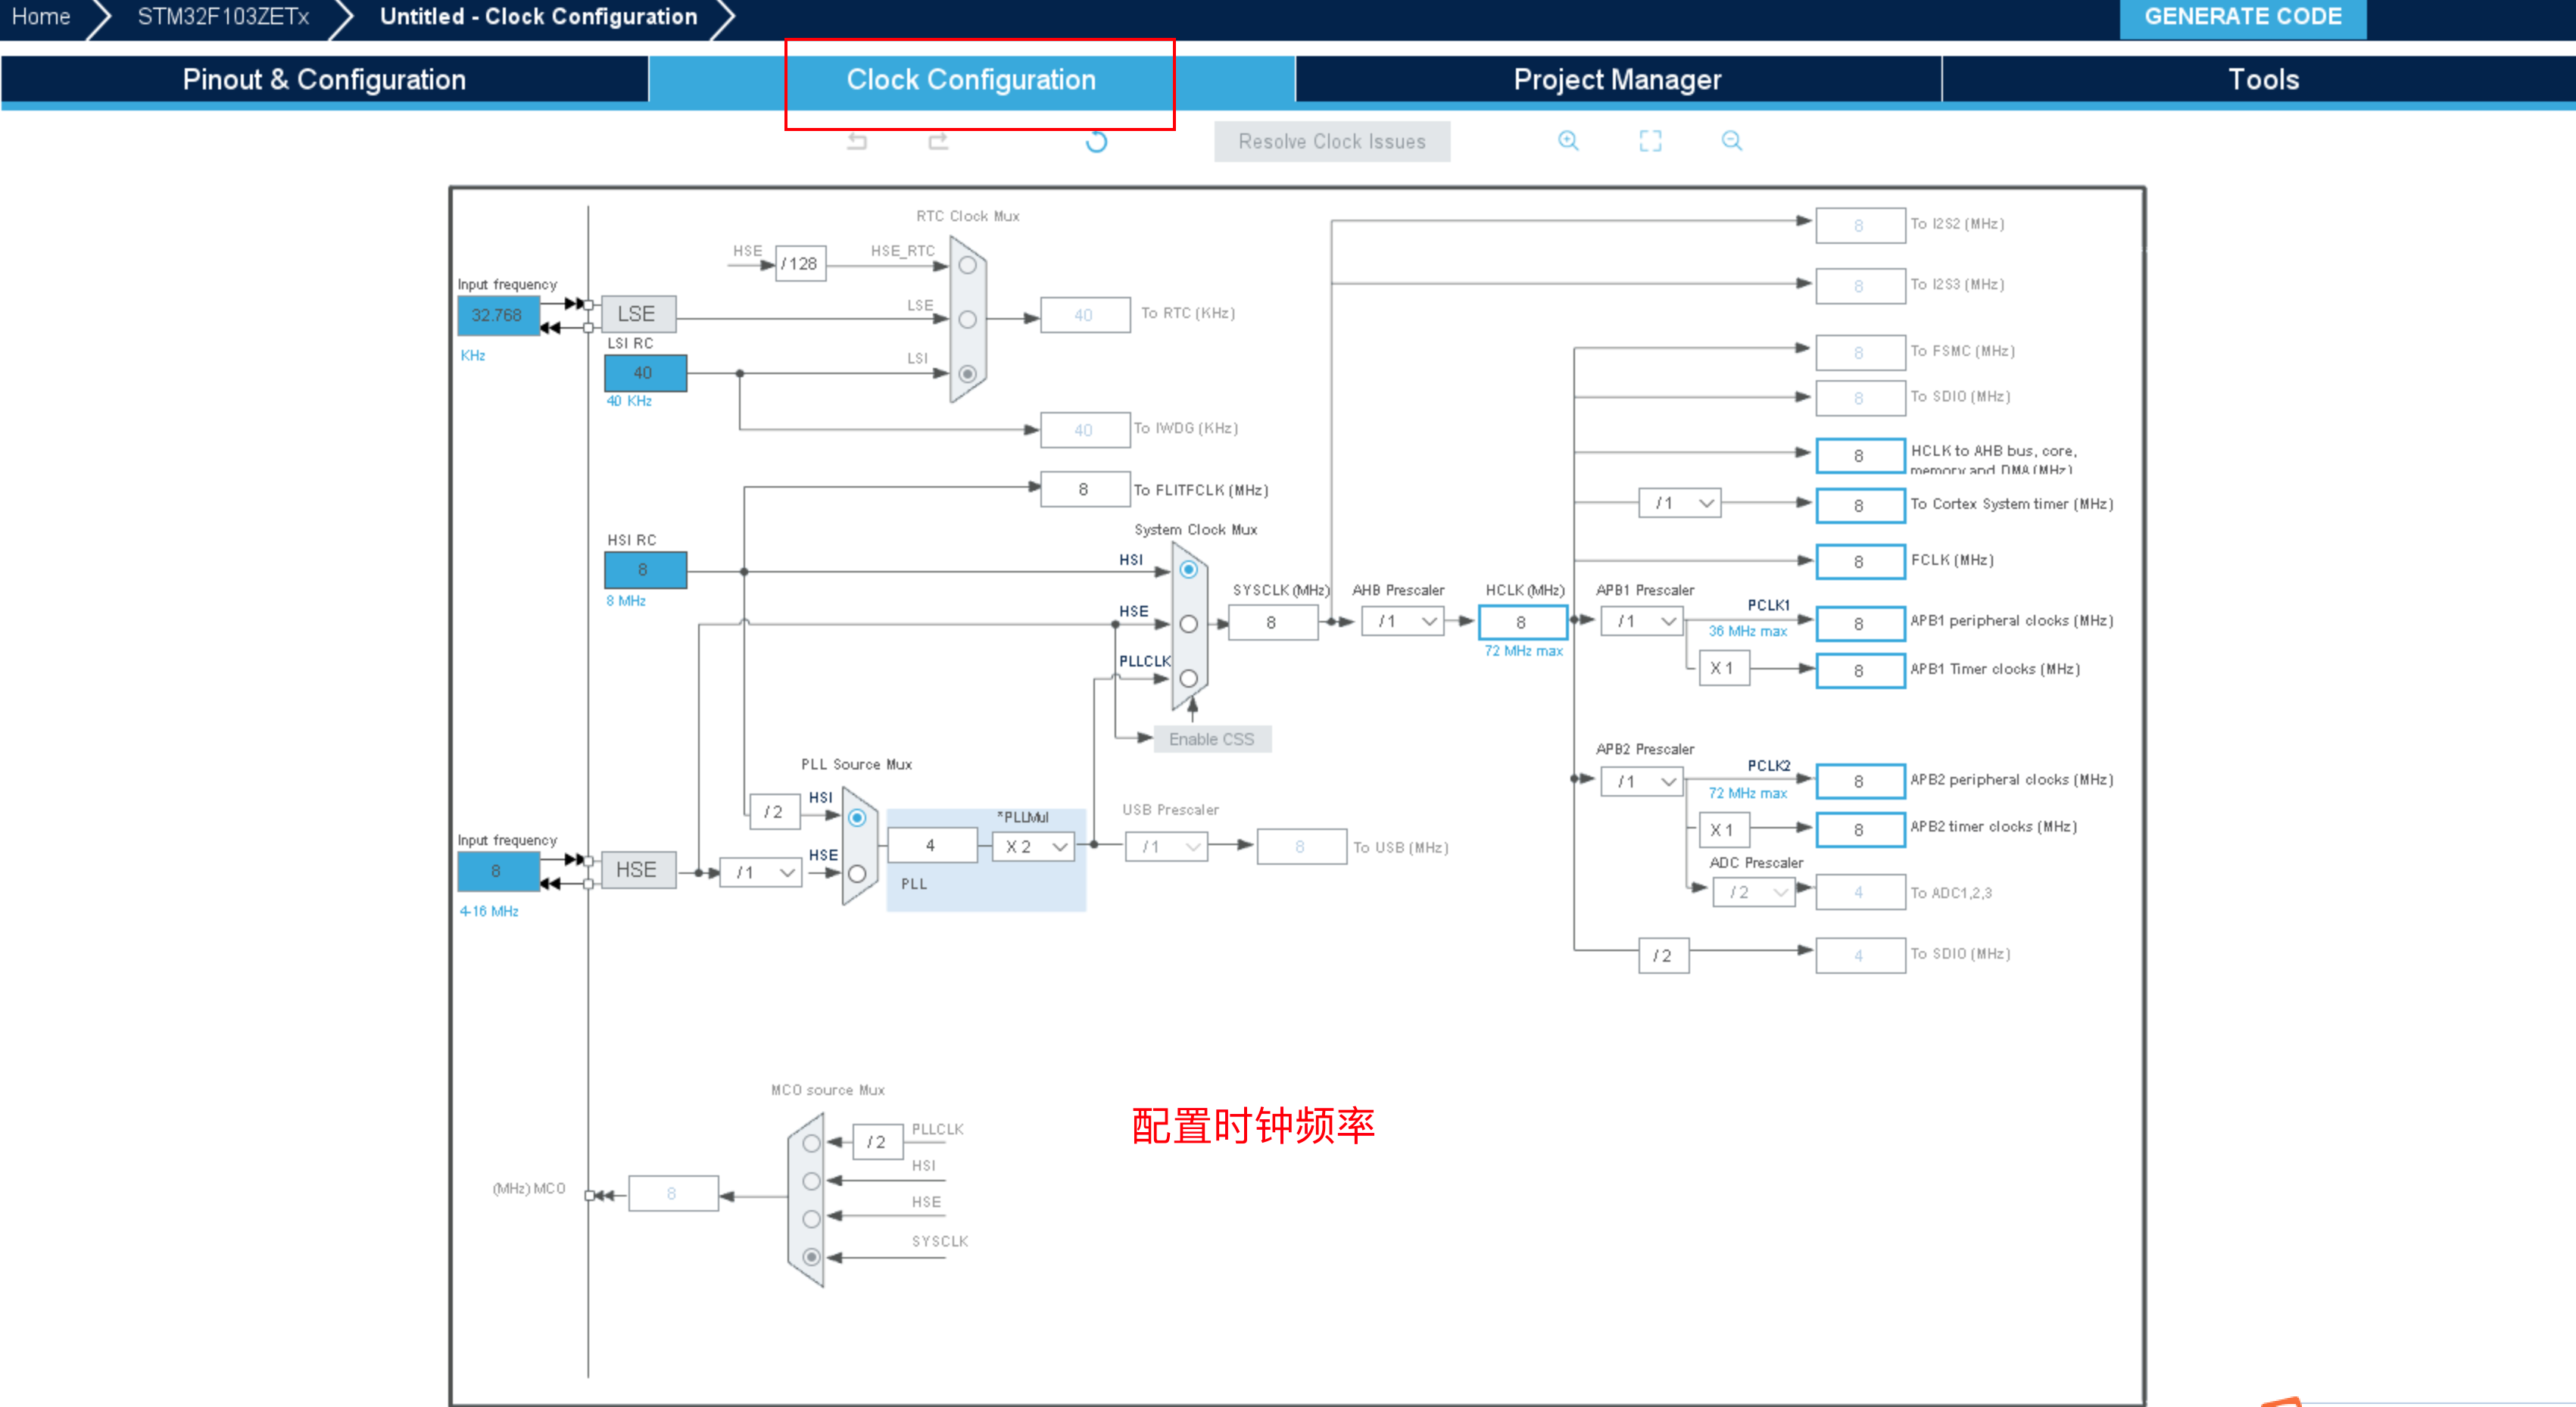 Home
STM32F103ZETx
Untitled - Clock Configuration
GENERATE CODE
Pinout & Configuration
Clock Configuration
Project Manager
Tools
Resolve Clock Issues
RTC Clock Mux
HSE
/128
HSE_RTC
Input frequency
32.768
KHz
LSE
LSE
40
To RTC (KHz)
LSI RC
40
40 KHz
LSI
40
To IWDG (KHz)
8
To FLITFCLK (MHz)
System Clock Mux
HSI RC
8
8 MHz
HSI
HSE
PLLCLK
SYSCLK (MHz)
8
AHB Prescaler
/1
HCLK (MHz)
8
72 MHz max
Enable CSS
8
To I2S2 (MHz)
8
To I2S3 (MHz)
8
To FSMC (MHz)
8
To SDIO (MHz)
8
HCLK to AHB bus, core,
memory and DMA (MHz)
/1
8
To Cortex System timer (MHz)
8
FCLK (MHz)
APB1 Prescaler
/1
PCLK1
36 MHz max
8
APB1 peripheral clocks (MHz)
X 1
8
APB1 Timer clocks (MHz)
APB2 Prescaler
/1
PCLK2
72 MHz max
8
APB2 peripheral clocks (MHz)
X 1
8
APB2 timer clocks (MHz)
ADC Prescaler
/2
4
To ADC1,2,3
/2
4
To SDIO (MHz)
PLL Source Mux
/2
HSI
Input frequency
8
4-16 MHz
HSE
/1
HSE
4
*PLLMul
X 2
PLL
USB Prescaler
/1
8
To USB (MHz)
MCO source Mux
/2
PLLCLK
HSI
HSE
SYSCLK
(MHz) MCO
8
配置时钟频率